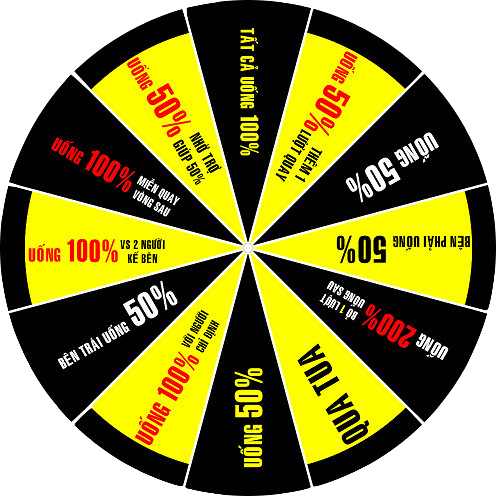 TẤT CẢ UỐNG 100%
UỐNG 50%
THÊM 1
LƯỢT QUAY
UỐNG 50%
BÊN PHẢI UỐNG
50%
UỐNG 200%
BỎ 1 LƯỢT
UỐNG SAU
QUA TUA
UỐNG 50%
UỐNG 100%
VỚI NGƯỜI
CHỈ ĐỊNH
BÊN TRÁI UỐNG 50%
UỐNG 100%
VS 2 NGƯỜI
KẾ BÊN
UỐNG 100%
MIỄN QUAY
VÒNG SAU
UỐNG 50%
NHỜ TRỢ
GIÚP 50%